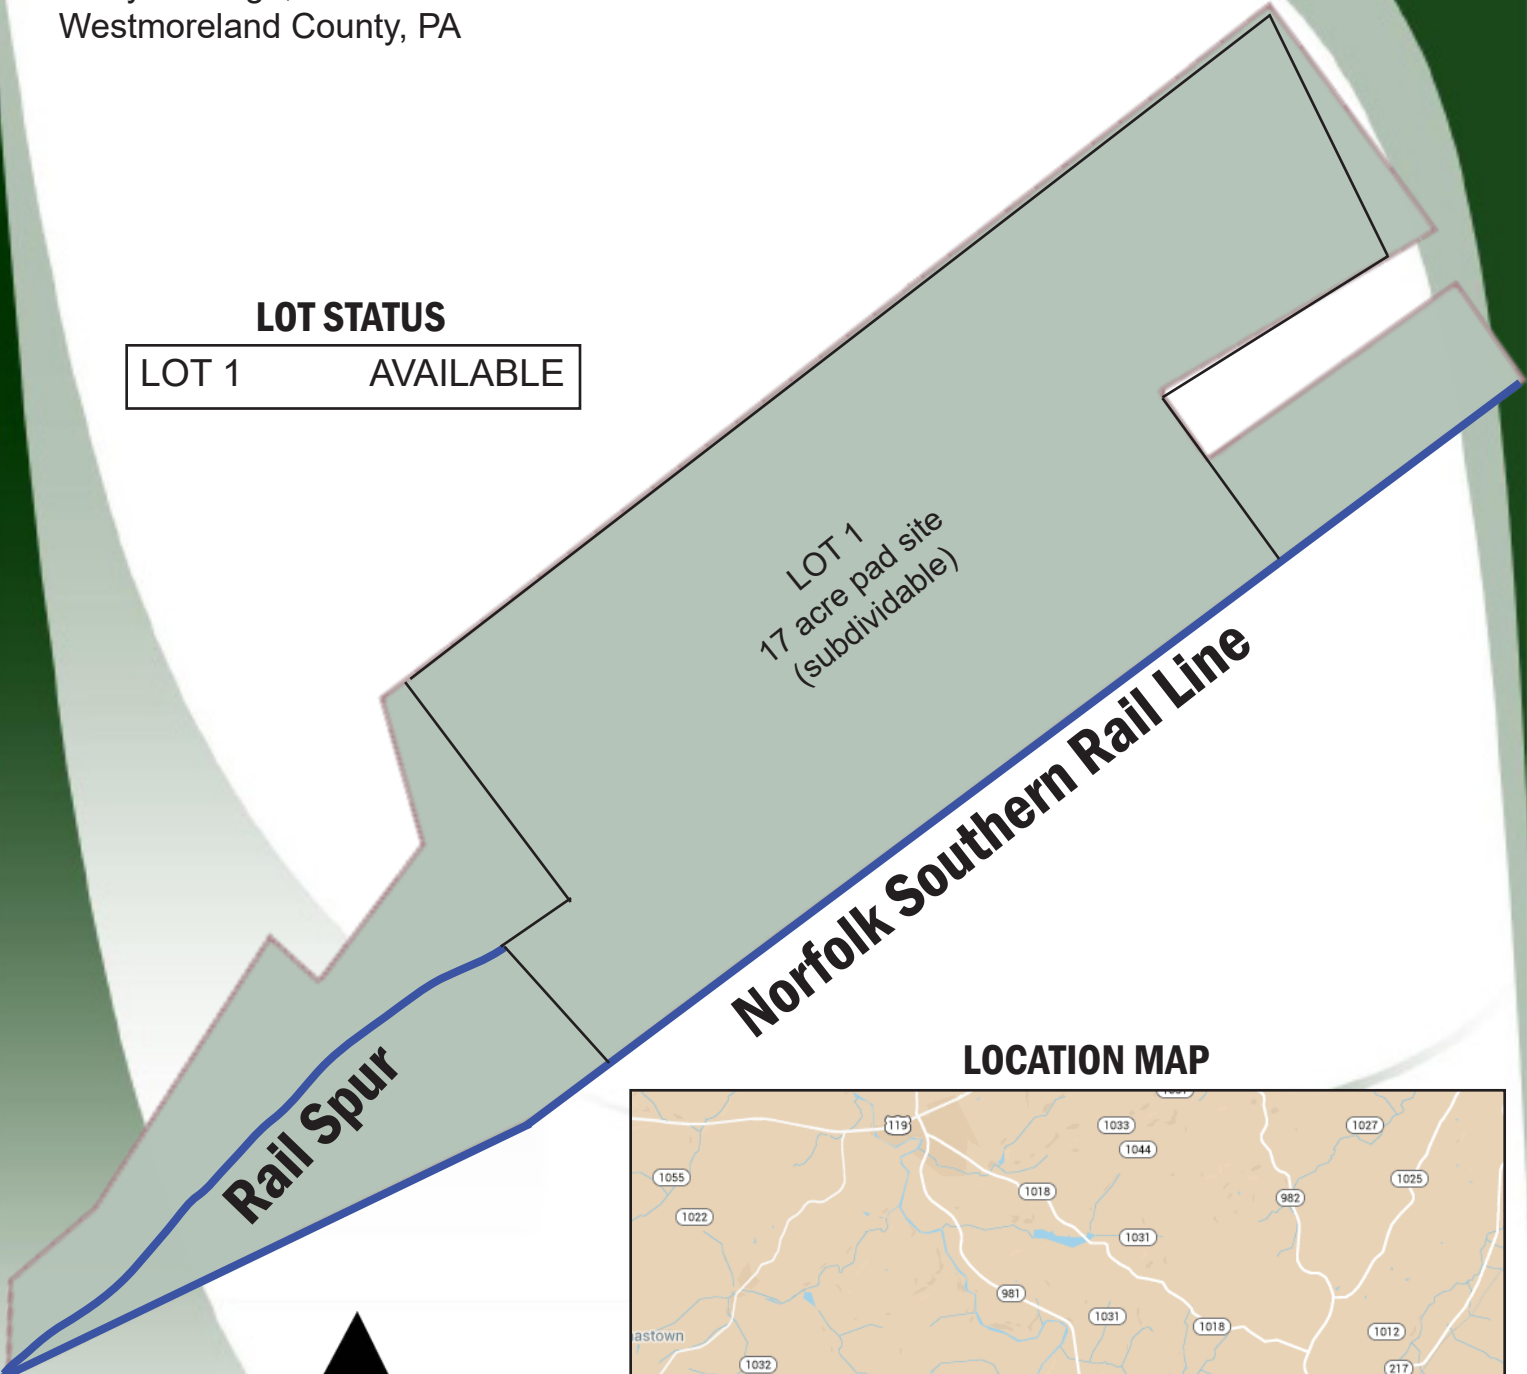 Westmoreland County, PA
LOT STATUS
LOT 1 AVAILABLE
LOT 1
17 acre pad site
(subdividable)
Norfolk Southern Rail Line
Rail Spur
LOCATION MAP
119
1033
1027
1044
1055
1018
982
1025
1022
1031
981
1031
1018
1012
1032
217